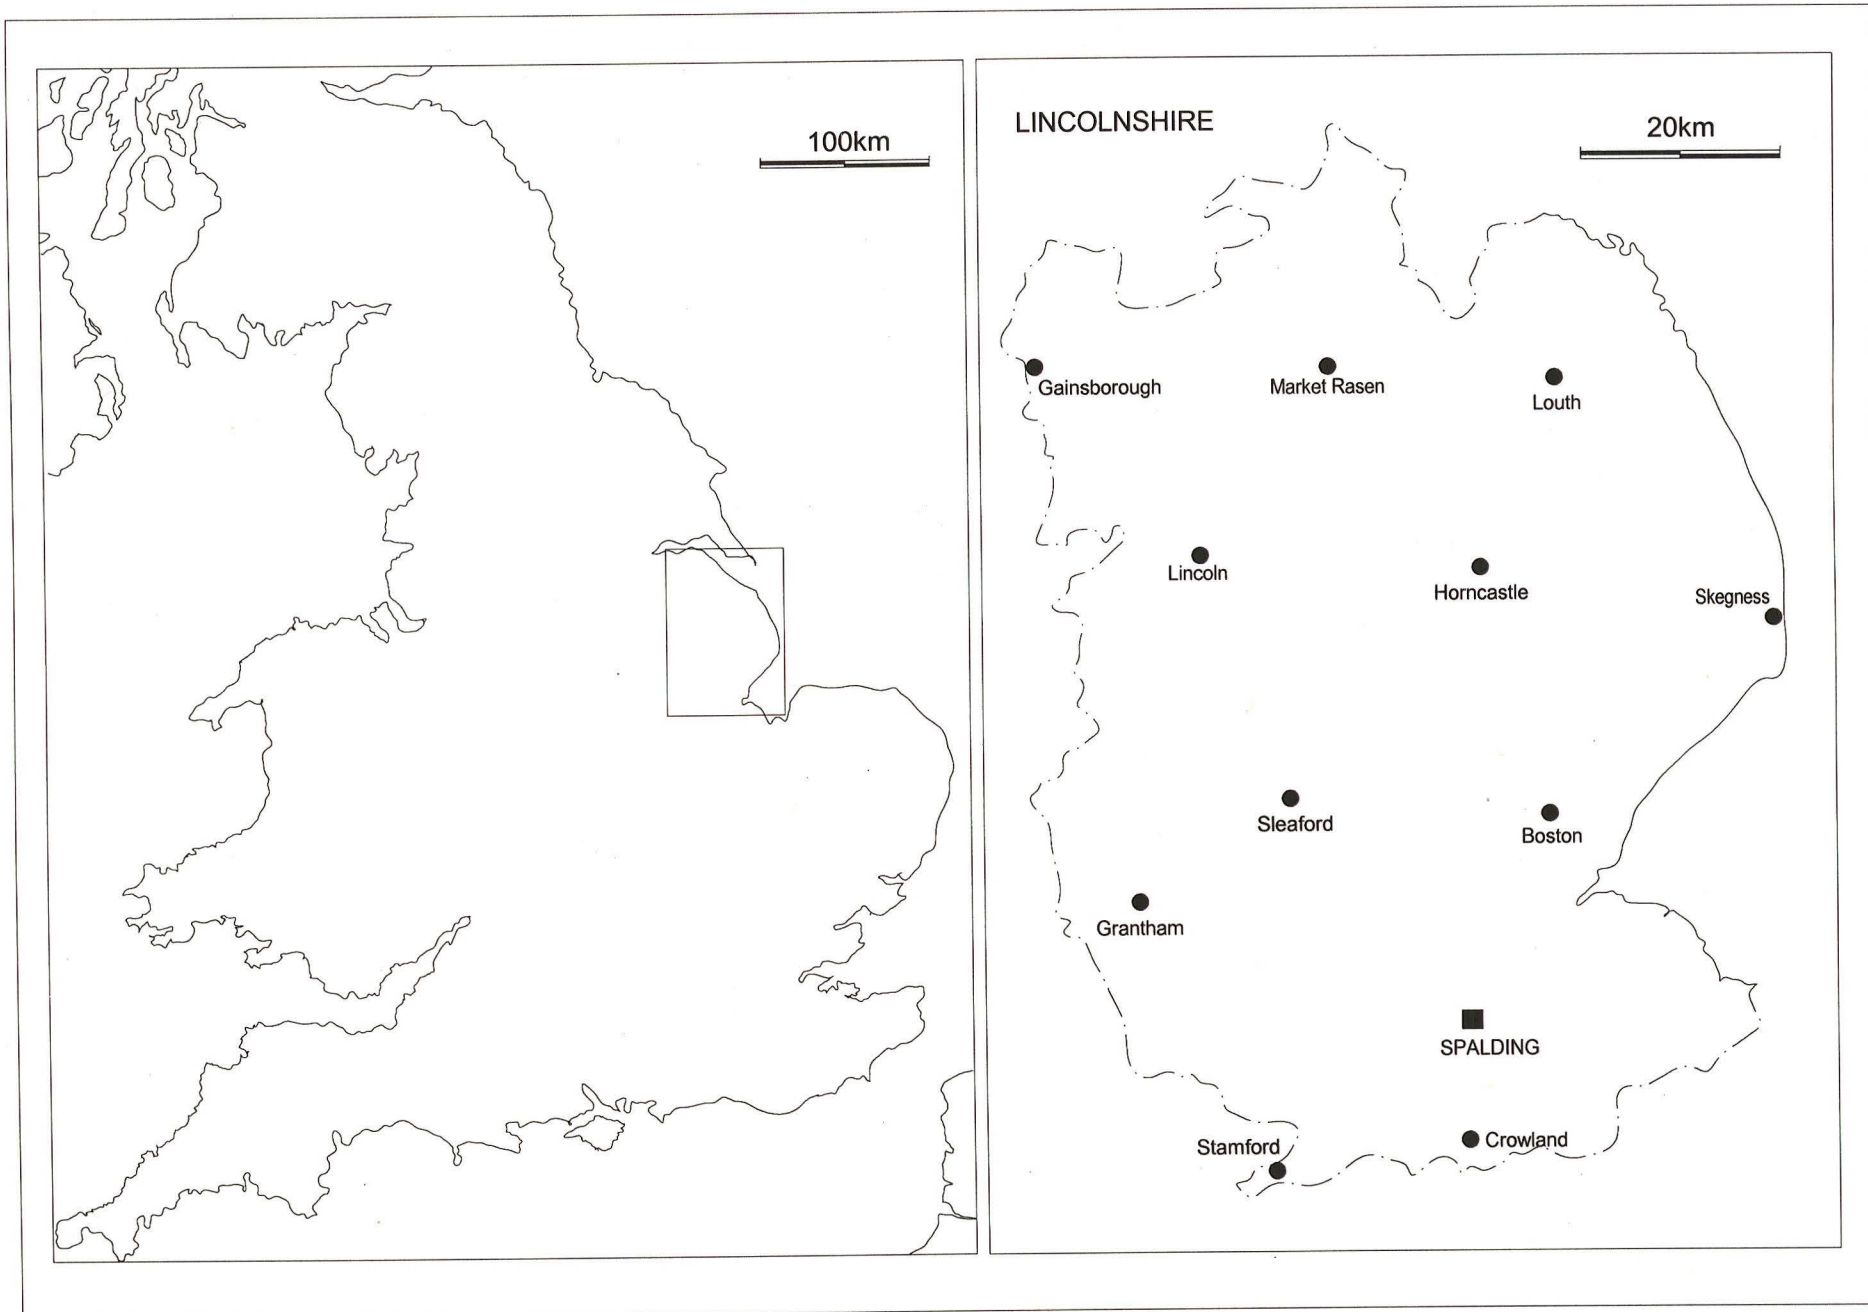 100km
LINCOLNSHIRE
20km
Gainsborough
Market Rasen
Louth
Lincoln
Horncastle
Skegness
Sleaford
Boston
Grantham
SPALDING
Stamford
Crowland